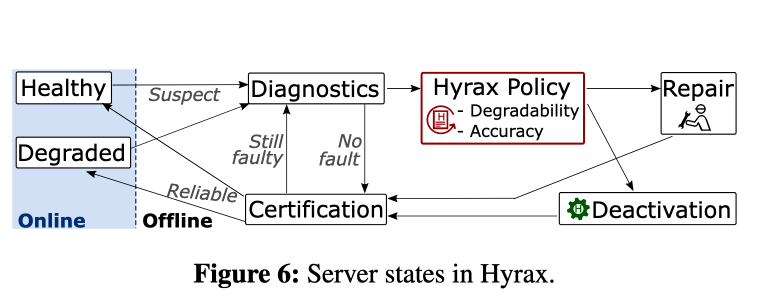 Healthy
Suspect
Diagnostics
Hyrax Policy
- Degradability
- Accuracy
Repair
Degraded
Still
faulty
No
fault
Reliable
Online
Offline
Certification
H
Deactivation
Figure 6: Server states in Hyrax.